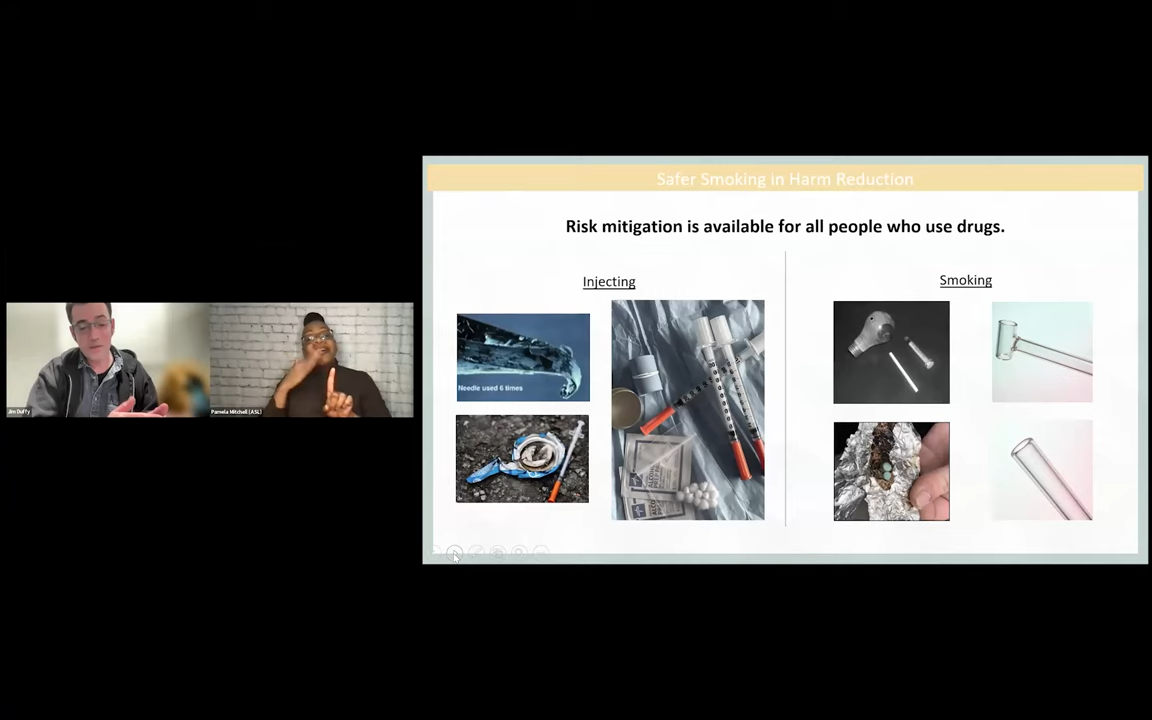 Safer Smoking in Harm Reduction
Risk mitigation is available for all people who use drugs.
Injecting
Smoking
Needle used 6 times
Jim Duffy
Pamela Mitchell (ASL)
ALCOHOL